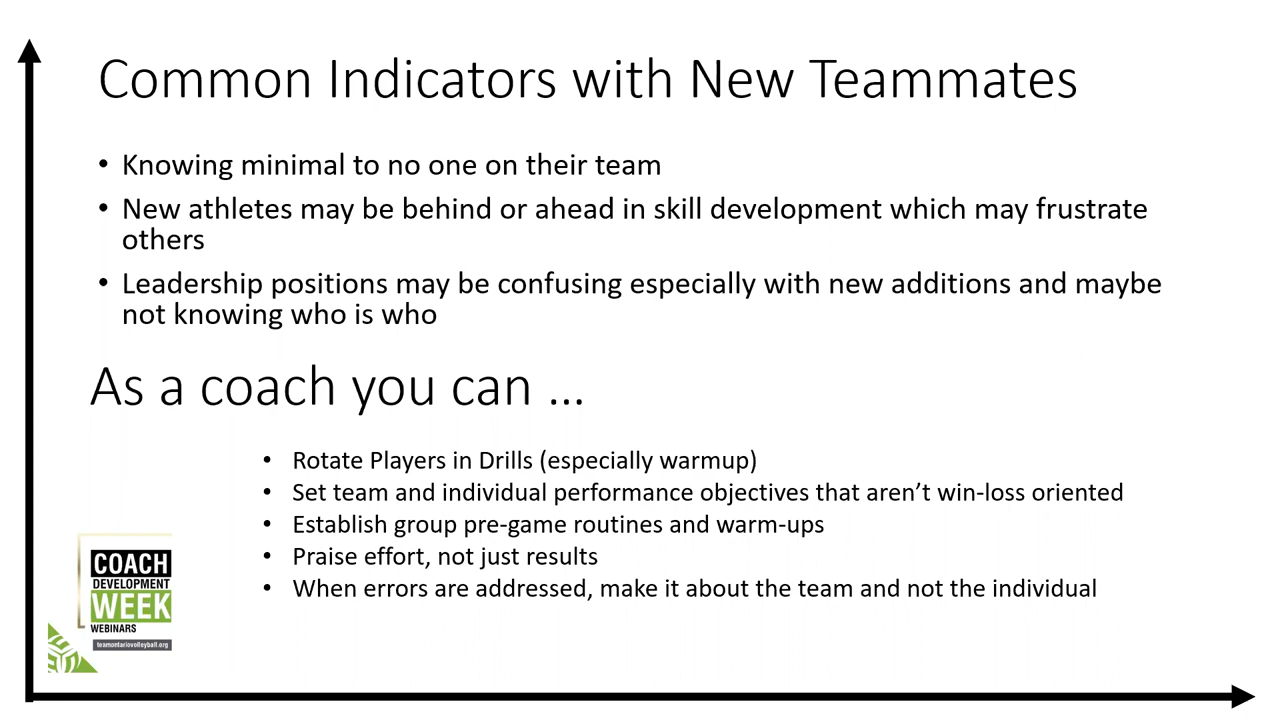 Common Indicators with New Teammates
• Knowing minimal to no one on their team
• New athletes may be behind or ahead in skill development which may frustrate
others
• Leadership positions may be confusing especially with new additions and maybe
not knowing who is who
As a coach you can ...
• Rotate Players in Drills (especially warmup)
• Set team and individual performance objectives that aren’t win-loss oriented
• Establish group pre-game routines and warm-ups
• Praise effort, not just results
• When errors are addressed, make it about the team and not the individual
COACH
DEVELOPMENT
WEEK
WEBINARS
teamontariovolleyball.org